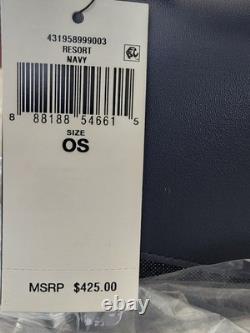 431958999003
RESORT
NAVY
8 88188 54661 5
SIZE
OS
MSRP $425.00